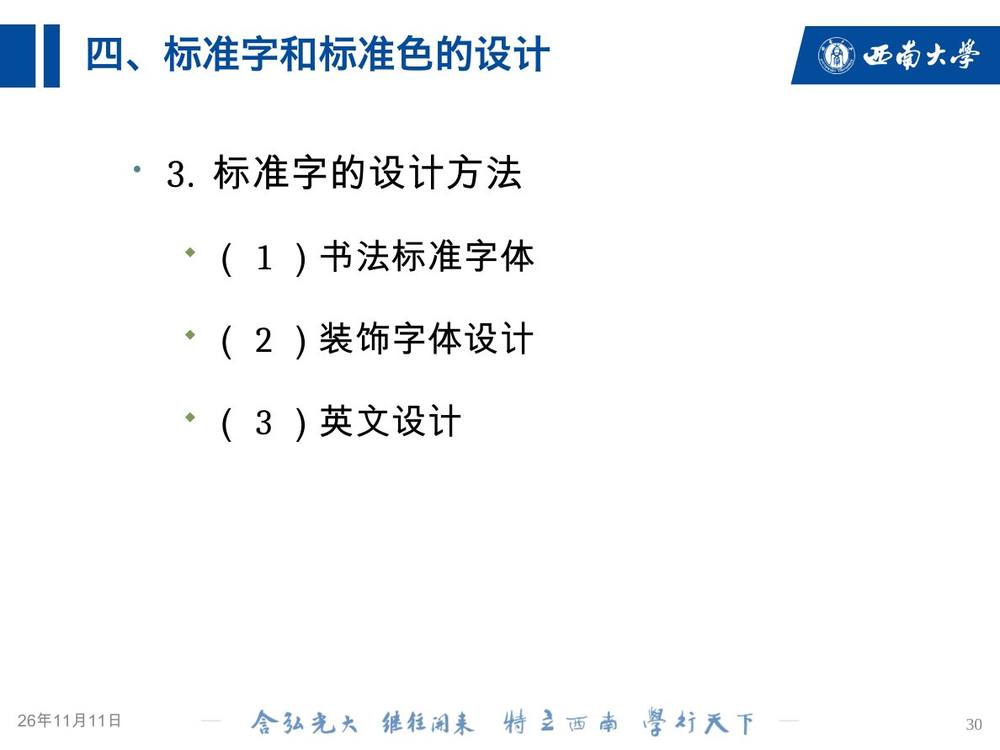 四、标准字和标准色的设计
西南大学
• 3. 标准字的设计方法
（ 1 ）书法标准字体
（ 2 ）装饰字体设计
（ 3 ）英文设计
26年11月11日
含弘光大 继往开来 特立西南 学行天下
30